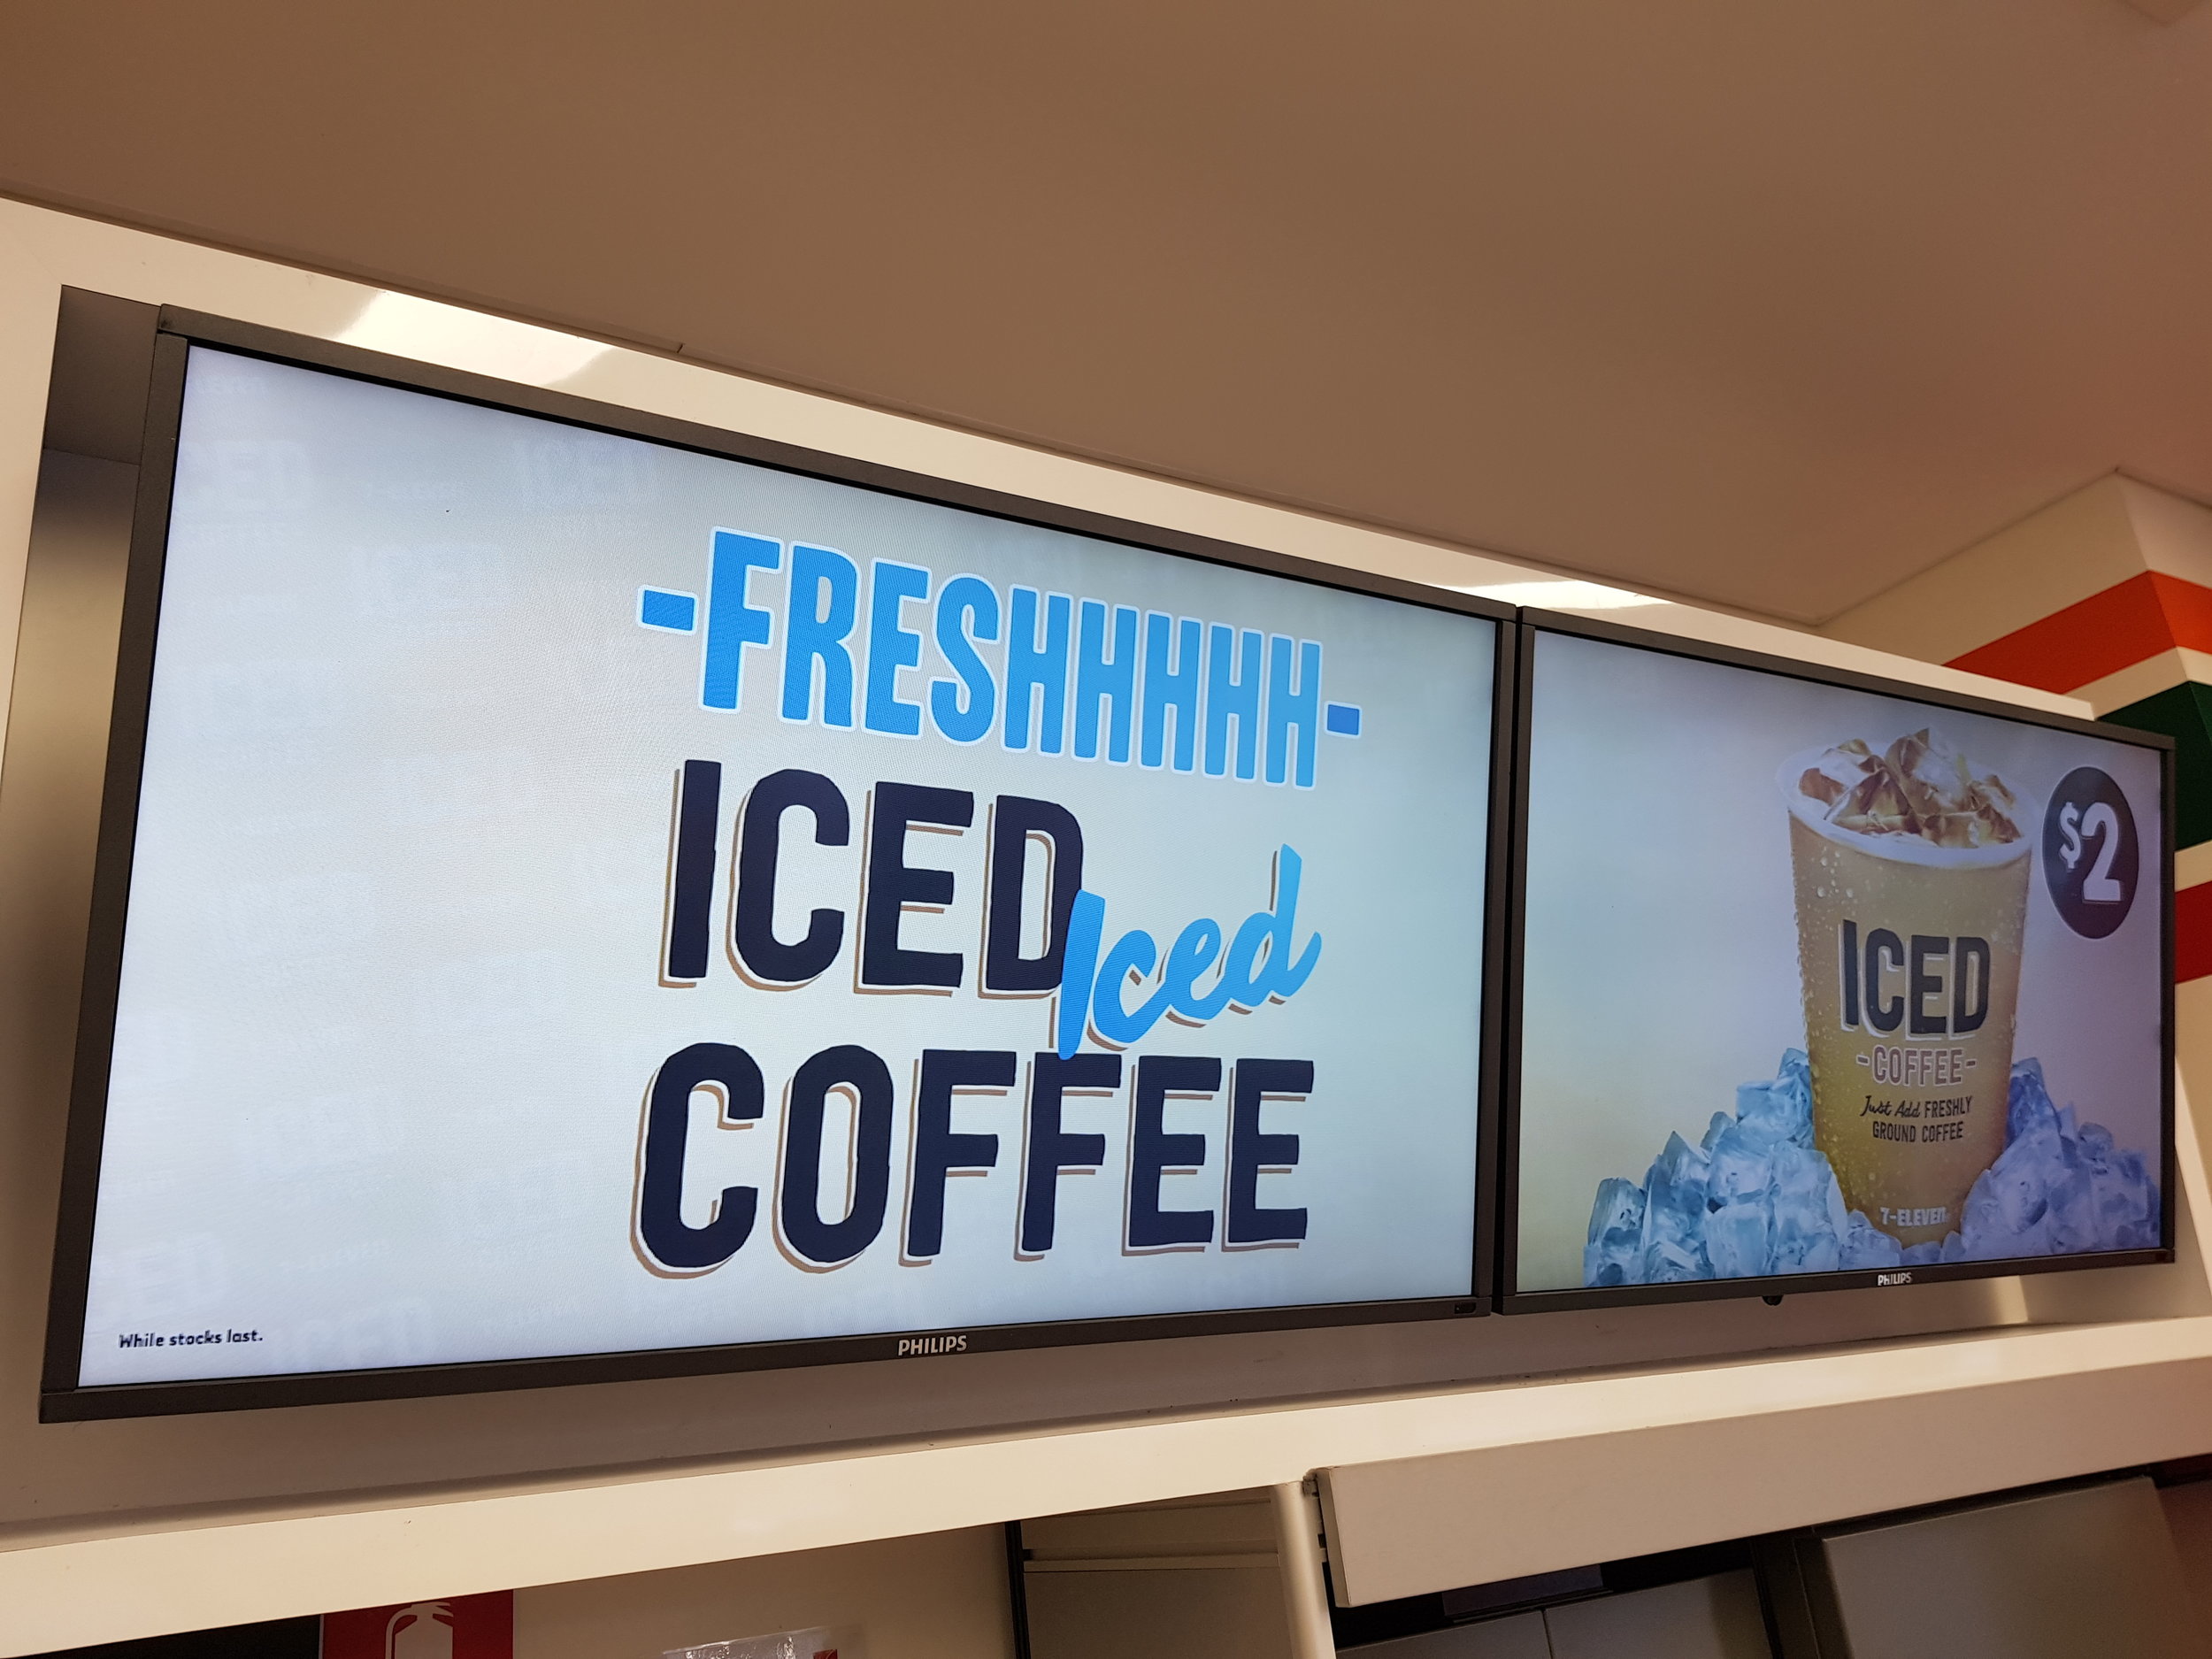 -FRESHHHHH-
ICED Iced
COFFEE
While stocks last.
PHILIPS
$2
ICED
-COFFEE-
Just Add FRESHLY
GROUND COFFEE
7-ELEVEN
PHILIPS